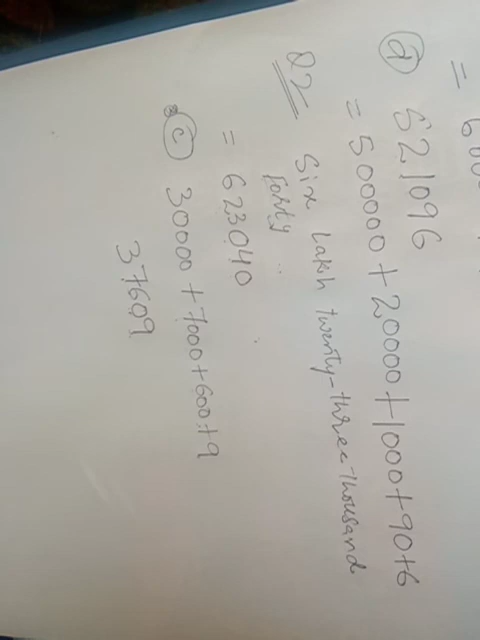 = 600
(d) 521096
= 500000 + 20000 + 1000 + 90 + 6
Q2 Six lakh twenty-three thousand
forty
= 623040
(c) 30000 + 7000 + 600 + 9
37609